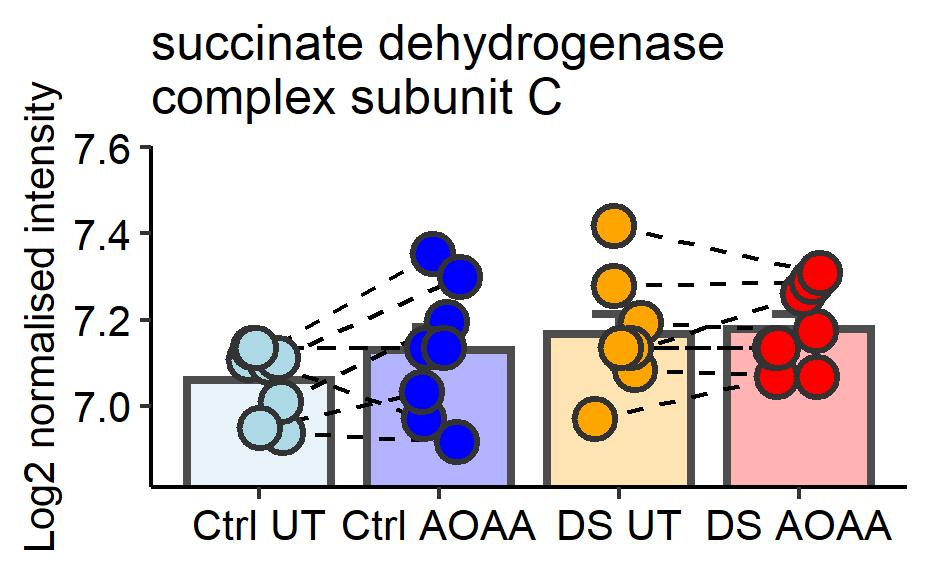 succinate dehydrogenase
complex subunit C
Log2 normalised intensity
7.6
7.4
7.2
7.0
Ctrl UT Ctrl AOAA DS UT DS AOAA